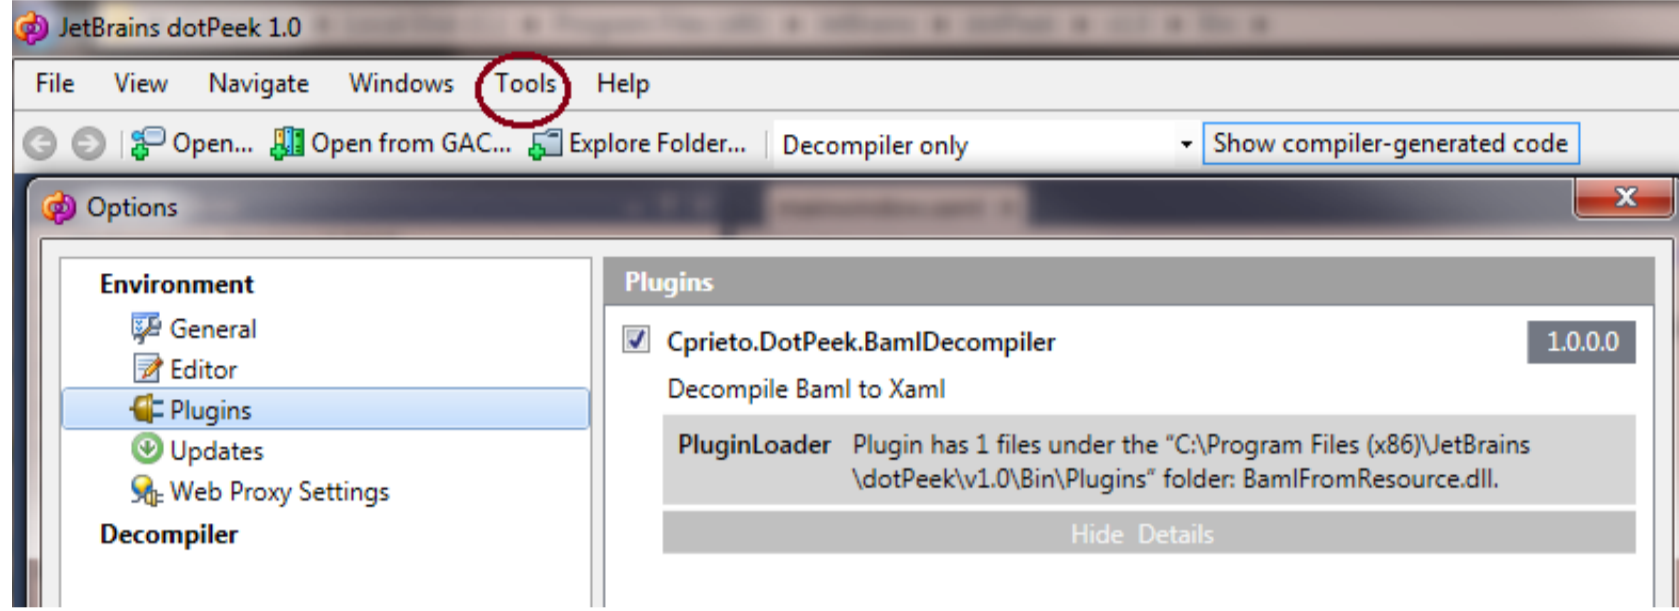 JetBrains dotPeek 1.0
File View Navigate Windows Tools Help
Open... Open from GAC... Explore Folder... Decompiler only Show compiler-generated code
Options
Environment
General
Editor
Plugins
Updates
Web Proxy Settings
Decompiler
Plugins
Cprieto.DotPeek.BamlDecompiler 1.0.0.0
Decompile Baml to Xaml
PluginLoader Plugin has 1 files under the "C:\Program Files (x86)\JetBrains
\dotPeek\v1.0\Bin\Plugins" folder: BamlFromResource.dll.
Hide Details